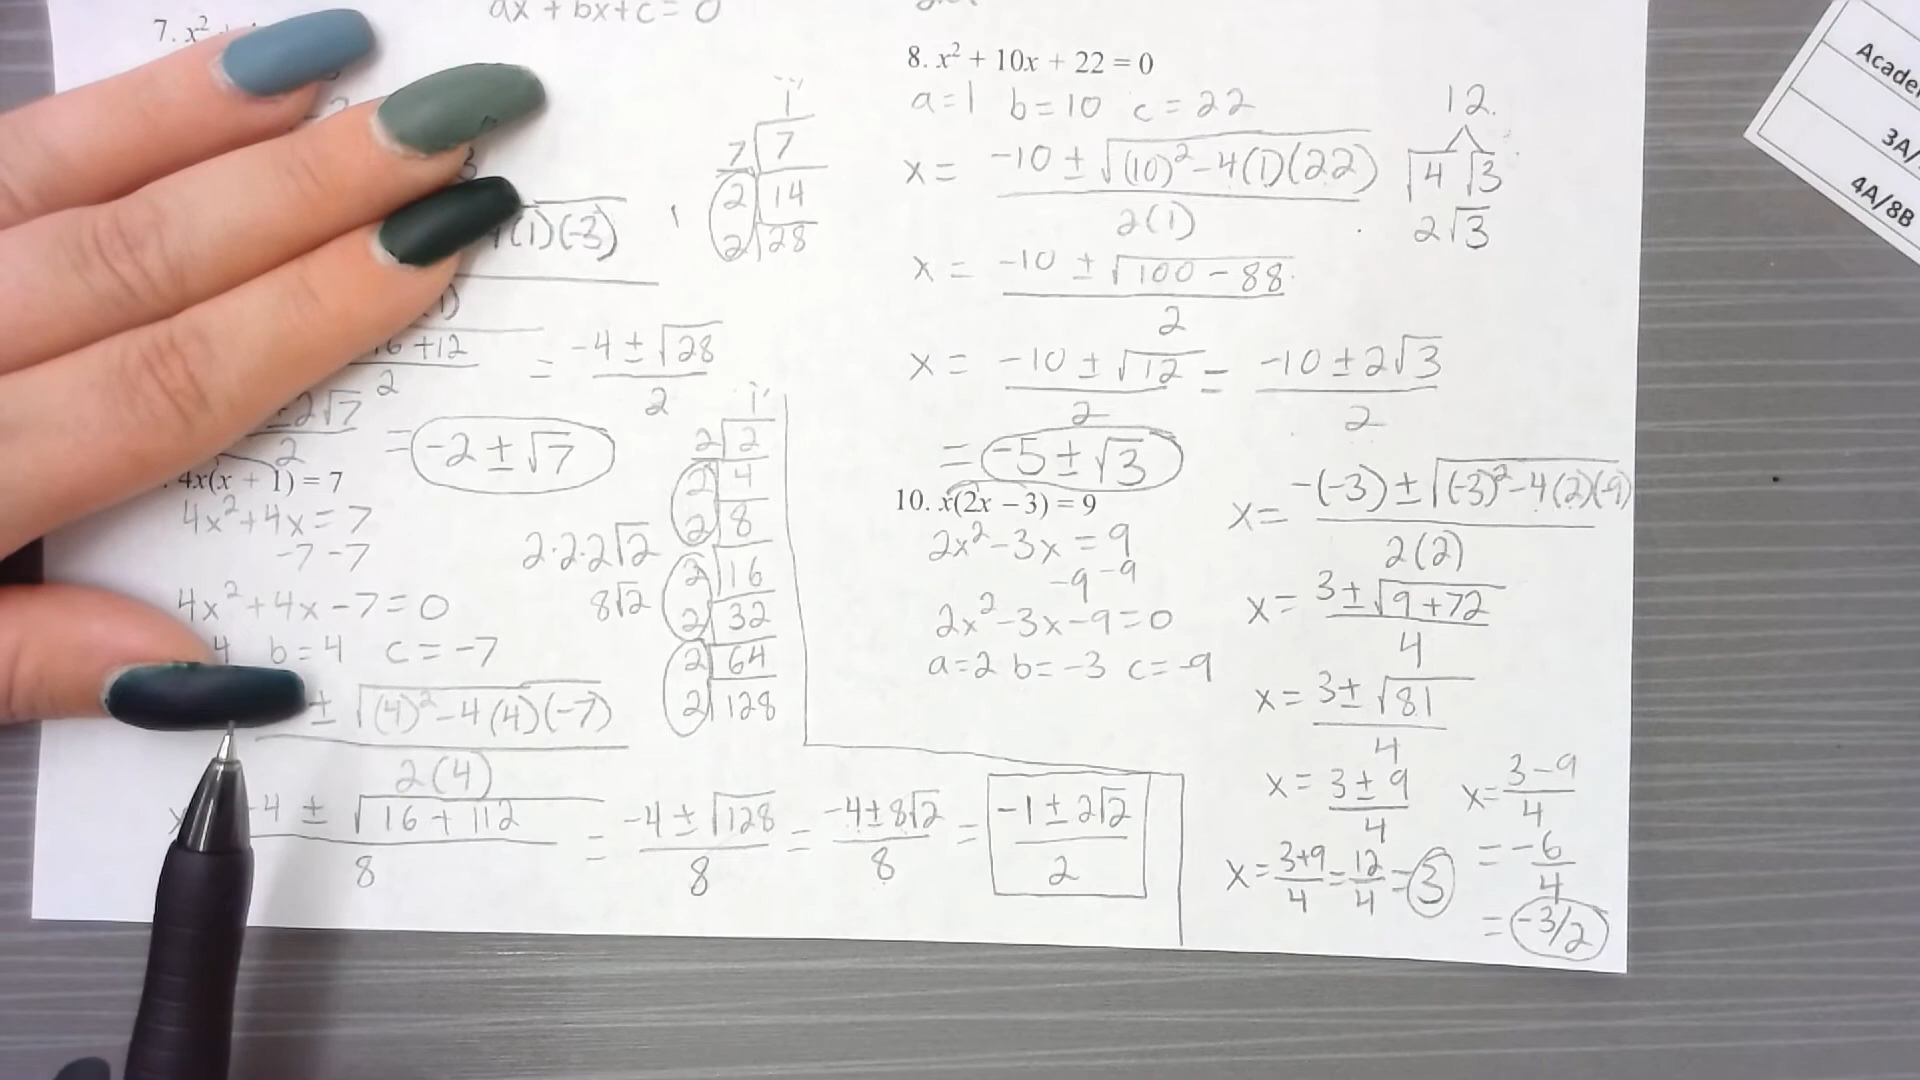 ax + bx + c = 0
7. x²
(1)(-3)
+12
2
= -4 ± √28
2
2√7
2
= -2 ± √7
1
7 7
2 14
2 28
4x(x + 1) = 7
4x² + 4x = 7
-7 -7
4x² + 4x - 7 = 0
4 b = 4 c = -7
± √(4)² - 4(4)(-7)
2(4)
-4 ± √16 + 112
8
= -4 ± √128
8
= -4 ± 8√2
8
= -1 ± 2√2
2
2·2·2√2
8√2
1
2 2
2 4
2 8
2 16
2 32
2 64
2 128
8. x² + 10x + 22 = 0
a = 1 b = 10 c = 22
x = -10 ± √(10)² - 4(1)(22)
2(1)
x = -10 ± √100 - 88
2
x = -10 ± √12
2
= -10 ± 2√3
2
= -5 ± √3
12
√4 √3
2√3
10. x(2x – 3) = 9
2x² - 3x = 9
-9 -9
2x² - 3x - 9 = 0
a = 2 b = -3 c = -9
x = -(-3) ± √(-3)² - 4(2)(-9)
2(2)
x = 3 ± √9 + 72
4
x = 3 ± √81
4
x = 3 ± 9
4
x = 3+9
4
= 12
4
= 3
x = 3 - 9
4
= -6
4
= -3/2
3A/
4A/8B